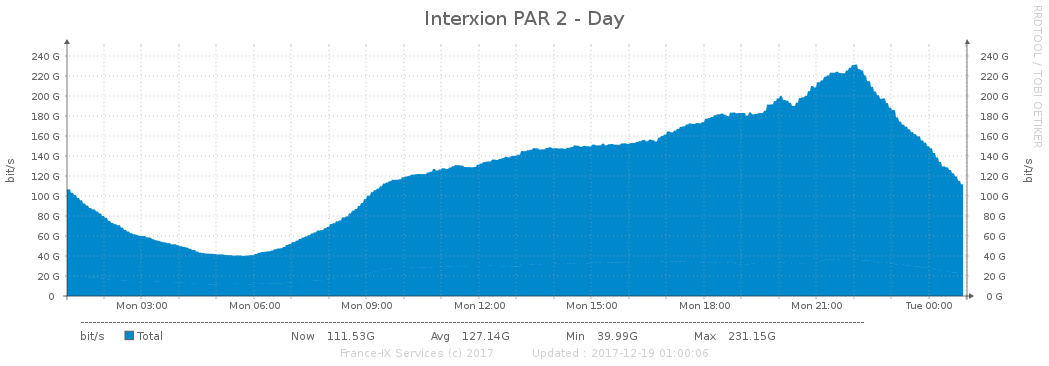 Interxion PAR 2 - Day
RRDTOOL / TOBI OETIKER
bit/s
240 G
220 G
200 G
180 G
160 G
140 G
120 G
100 G
80 G
60 G
40 G
20 G
0
240 G
220 G
200 G
180 G
160 G
140 G
120 G
100 G
80 G
60 G
40 G
20 G
0 G
bit/s
Mon 03:00 Mon 06:00 Mon 09:00 Mon 12:00 Mon 15:00 Mon 18:00 Mon 21:00 Tue 00:00
bit/s Total Now 111.53G Avg 127.14G Min 39.99G Max 231.15G
France-IX Services (c) 2017 Updated : 2017-12-19 01:00:06